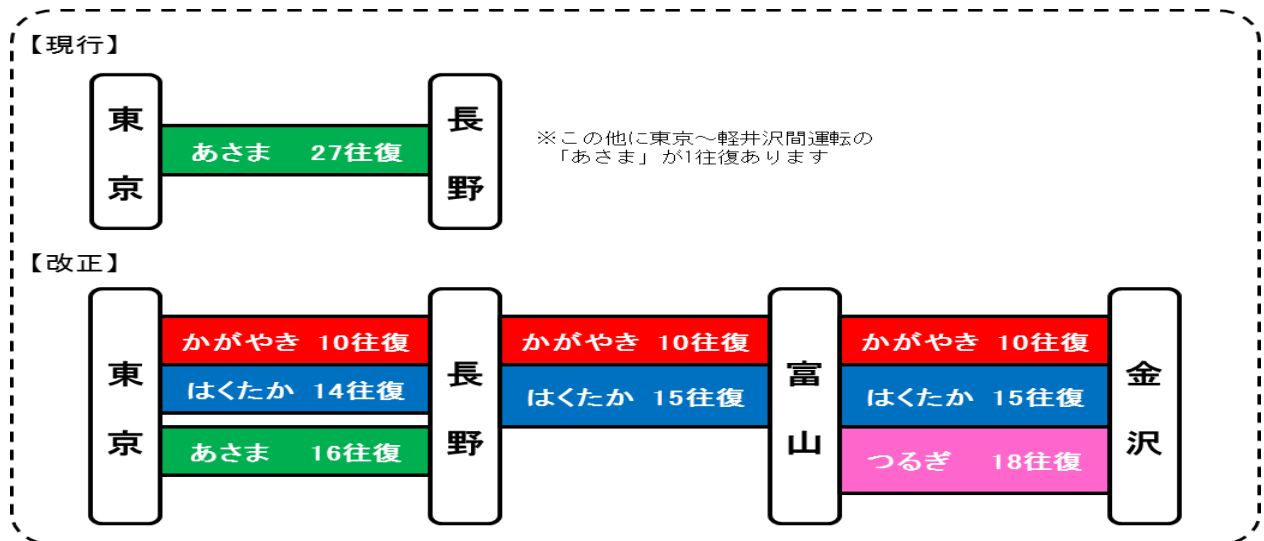 【現行】
東京
あさま 27往復
長野
※この他に東京～軽井沢間運転の
「あさま」が1往復あります
【改正】
東京
かがやき 10往復
はくたか 14往復
あさま 16往復
長野
かがやき 10往復
はくたか 15往復
富山
かがやき 10往復
はくたか 15往復
つるぎ 18往復
金沢